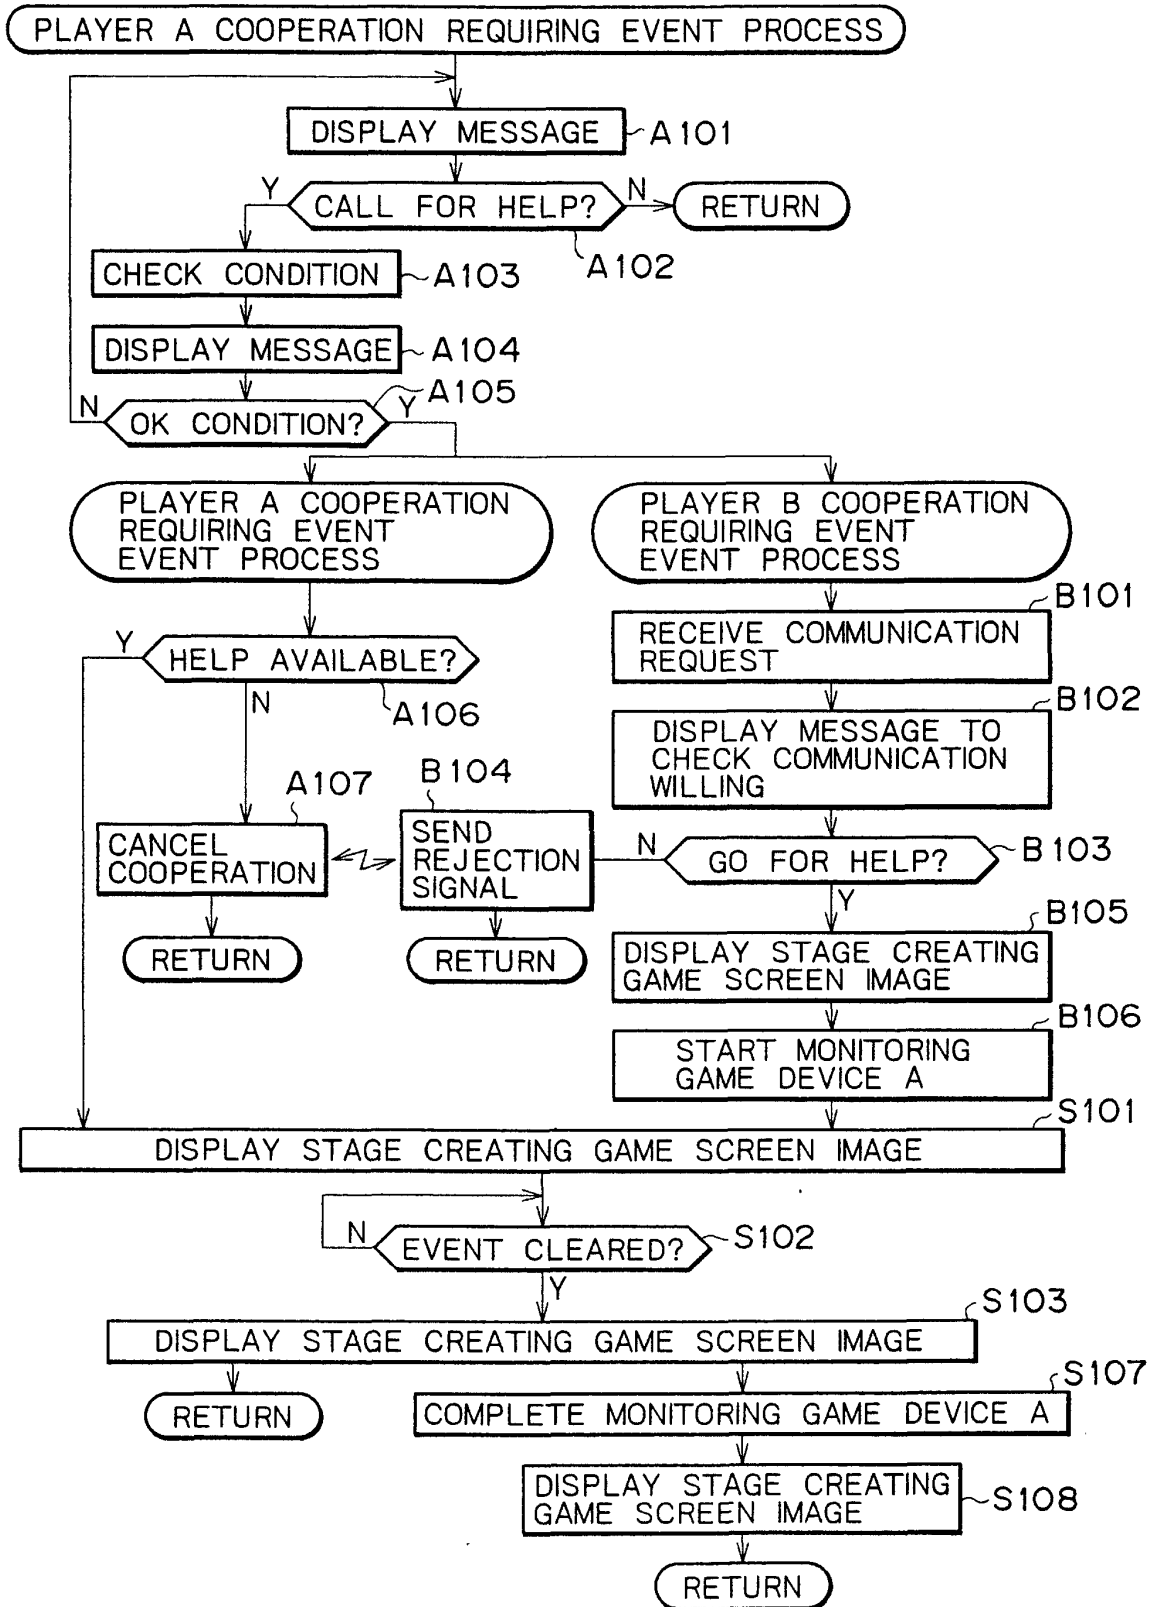 PLAYER A COOPERATION REQUIRING EVENT PROCESS
DISPLAY MESSAGE
A101
Y
CALL FOR HELP?
N
RETURN
A102
CHECK CONDITION
A103
DISPLAY MESSAGE
A104
A105
N
OK CONDITION?
Y
PLAYER A COOPERATION
REQUIRING EVENT
EVENT PROCESS
PLAYER B COOPERATION
REQUIRING EVENT
EVENT PROCESS
B101
RECEIVE COMMUNICATION
REQUEST
Y
HELP AVAILABLE?
N
A106
B102
DISPLAY MESSAGE TO
CHECK COMMUNICATION
WILLING
A107
CANCEL
COOPERATION
B104
SEND
REJECTION
SIGNAL
N
GO FOR HELP?
B103
Y
RETURN
RETURN
B105
DISPLAY STAGE CREATING
GAME SCREEN IMAGE
B106
START MONITORING
GAME DEVICE A
S101
DISPLAY STAGE CREATING GAME SCREEN IMAGE
N
EVENT CLEARED?
S102
Y
S103
DISPLAY STAGE CREATING GAME SCREEN IMAGE
RETURN
S107
COMPLETE MONITORING GAME DEVICE A
DISPLAY STAGE CREATING
GAME SCREEN IMAGE
S108
RETURN